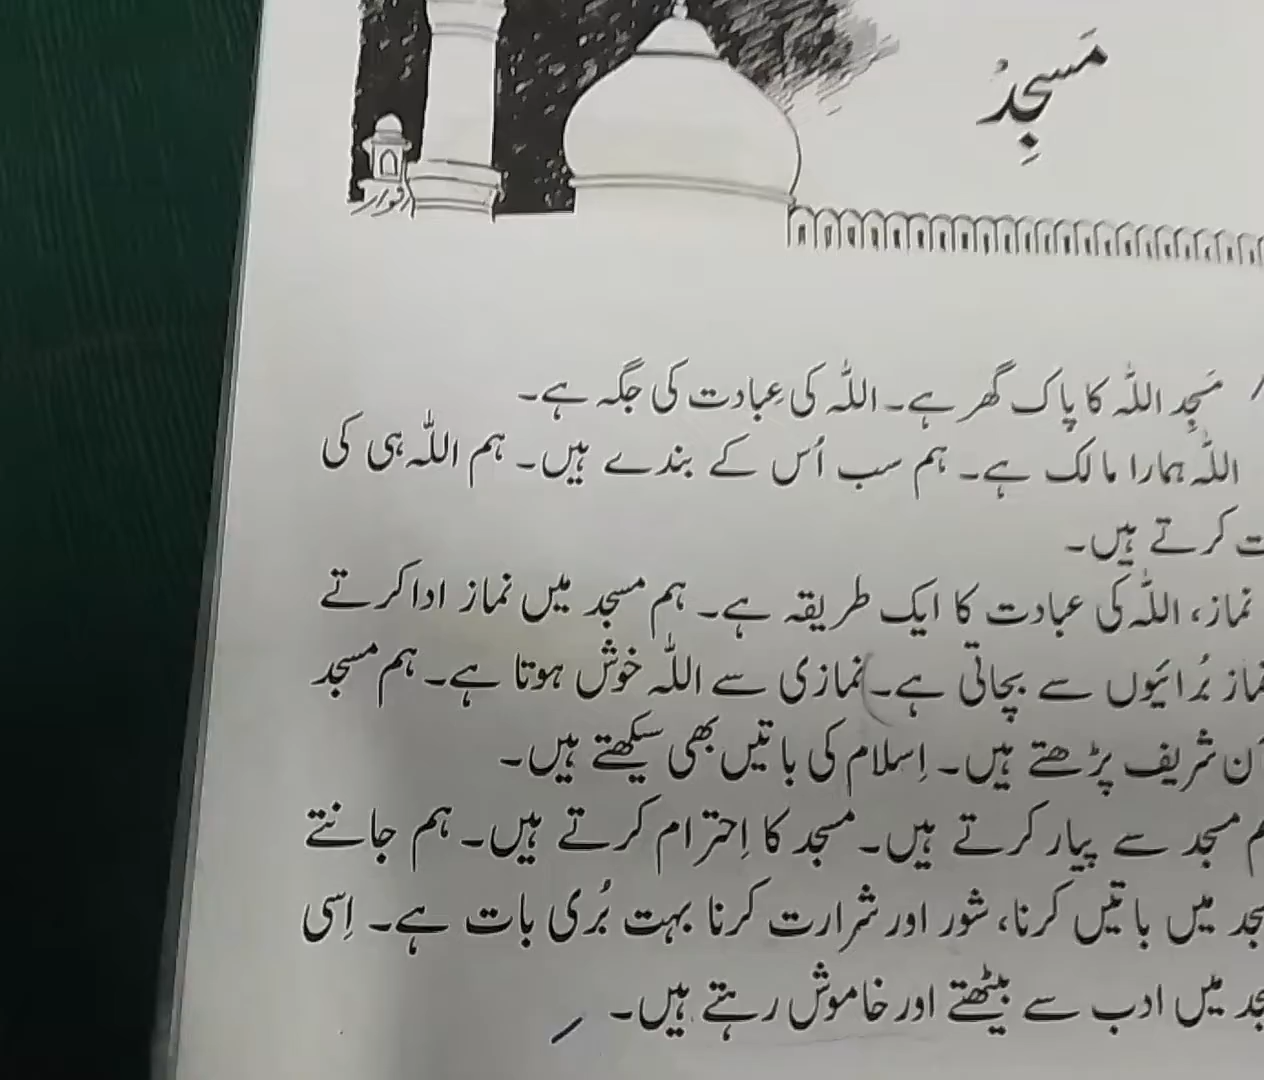 مَسجِدْ
مَسجِد اللہ کا پاک گھر ہے۔ اللہ کی عِبادت کی جگہ ہے۔
اللہ ہمارا مالک ہے۔ ہم سب اُس کے بندے ہیں۔ ہم اللہ ہی کی
کرتے ہیں۔
نماز، اللہ کی عبادت کا ایک طریقہ ہے۔ ہم مسجد میں نماز ادا کرتے
بُرائیوں سے بچاتی ہے۔ نمازی سے اللہ خوش ہوتا ہے۔ ہم مسجد
شریف پڑھتے ہیں۔ اِسلام کی باتیں بھی سیکھتے ہیں۔
مسجد سے پیار کرتے ہیں۔ مسجد کا اِحترام کرتے ہیں۔ ہم جانتے
میں باتیں کرنا، شور اور شرارت کرنا بہت بُری بات ہے۔ اِسی
میں ادب سے بیٹھتے اور خاموش رہتے ہیں۔